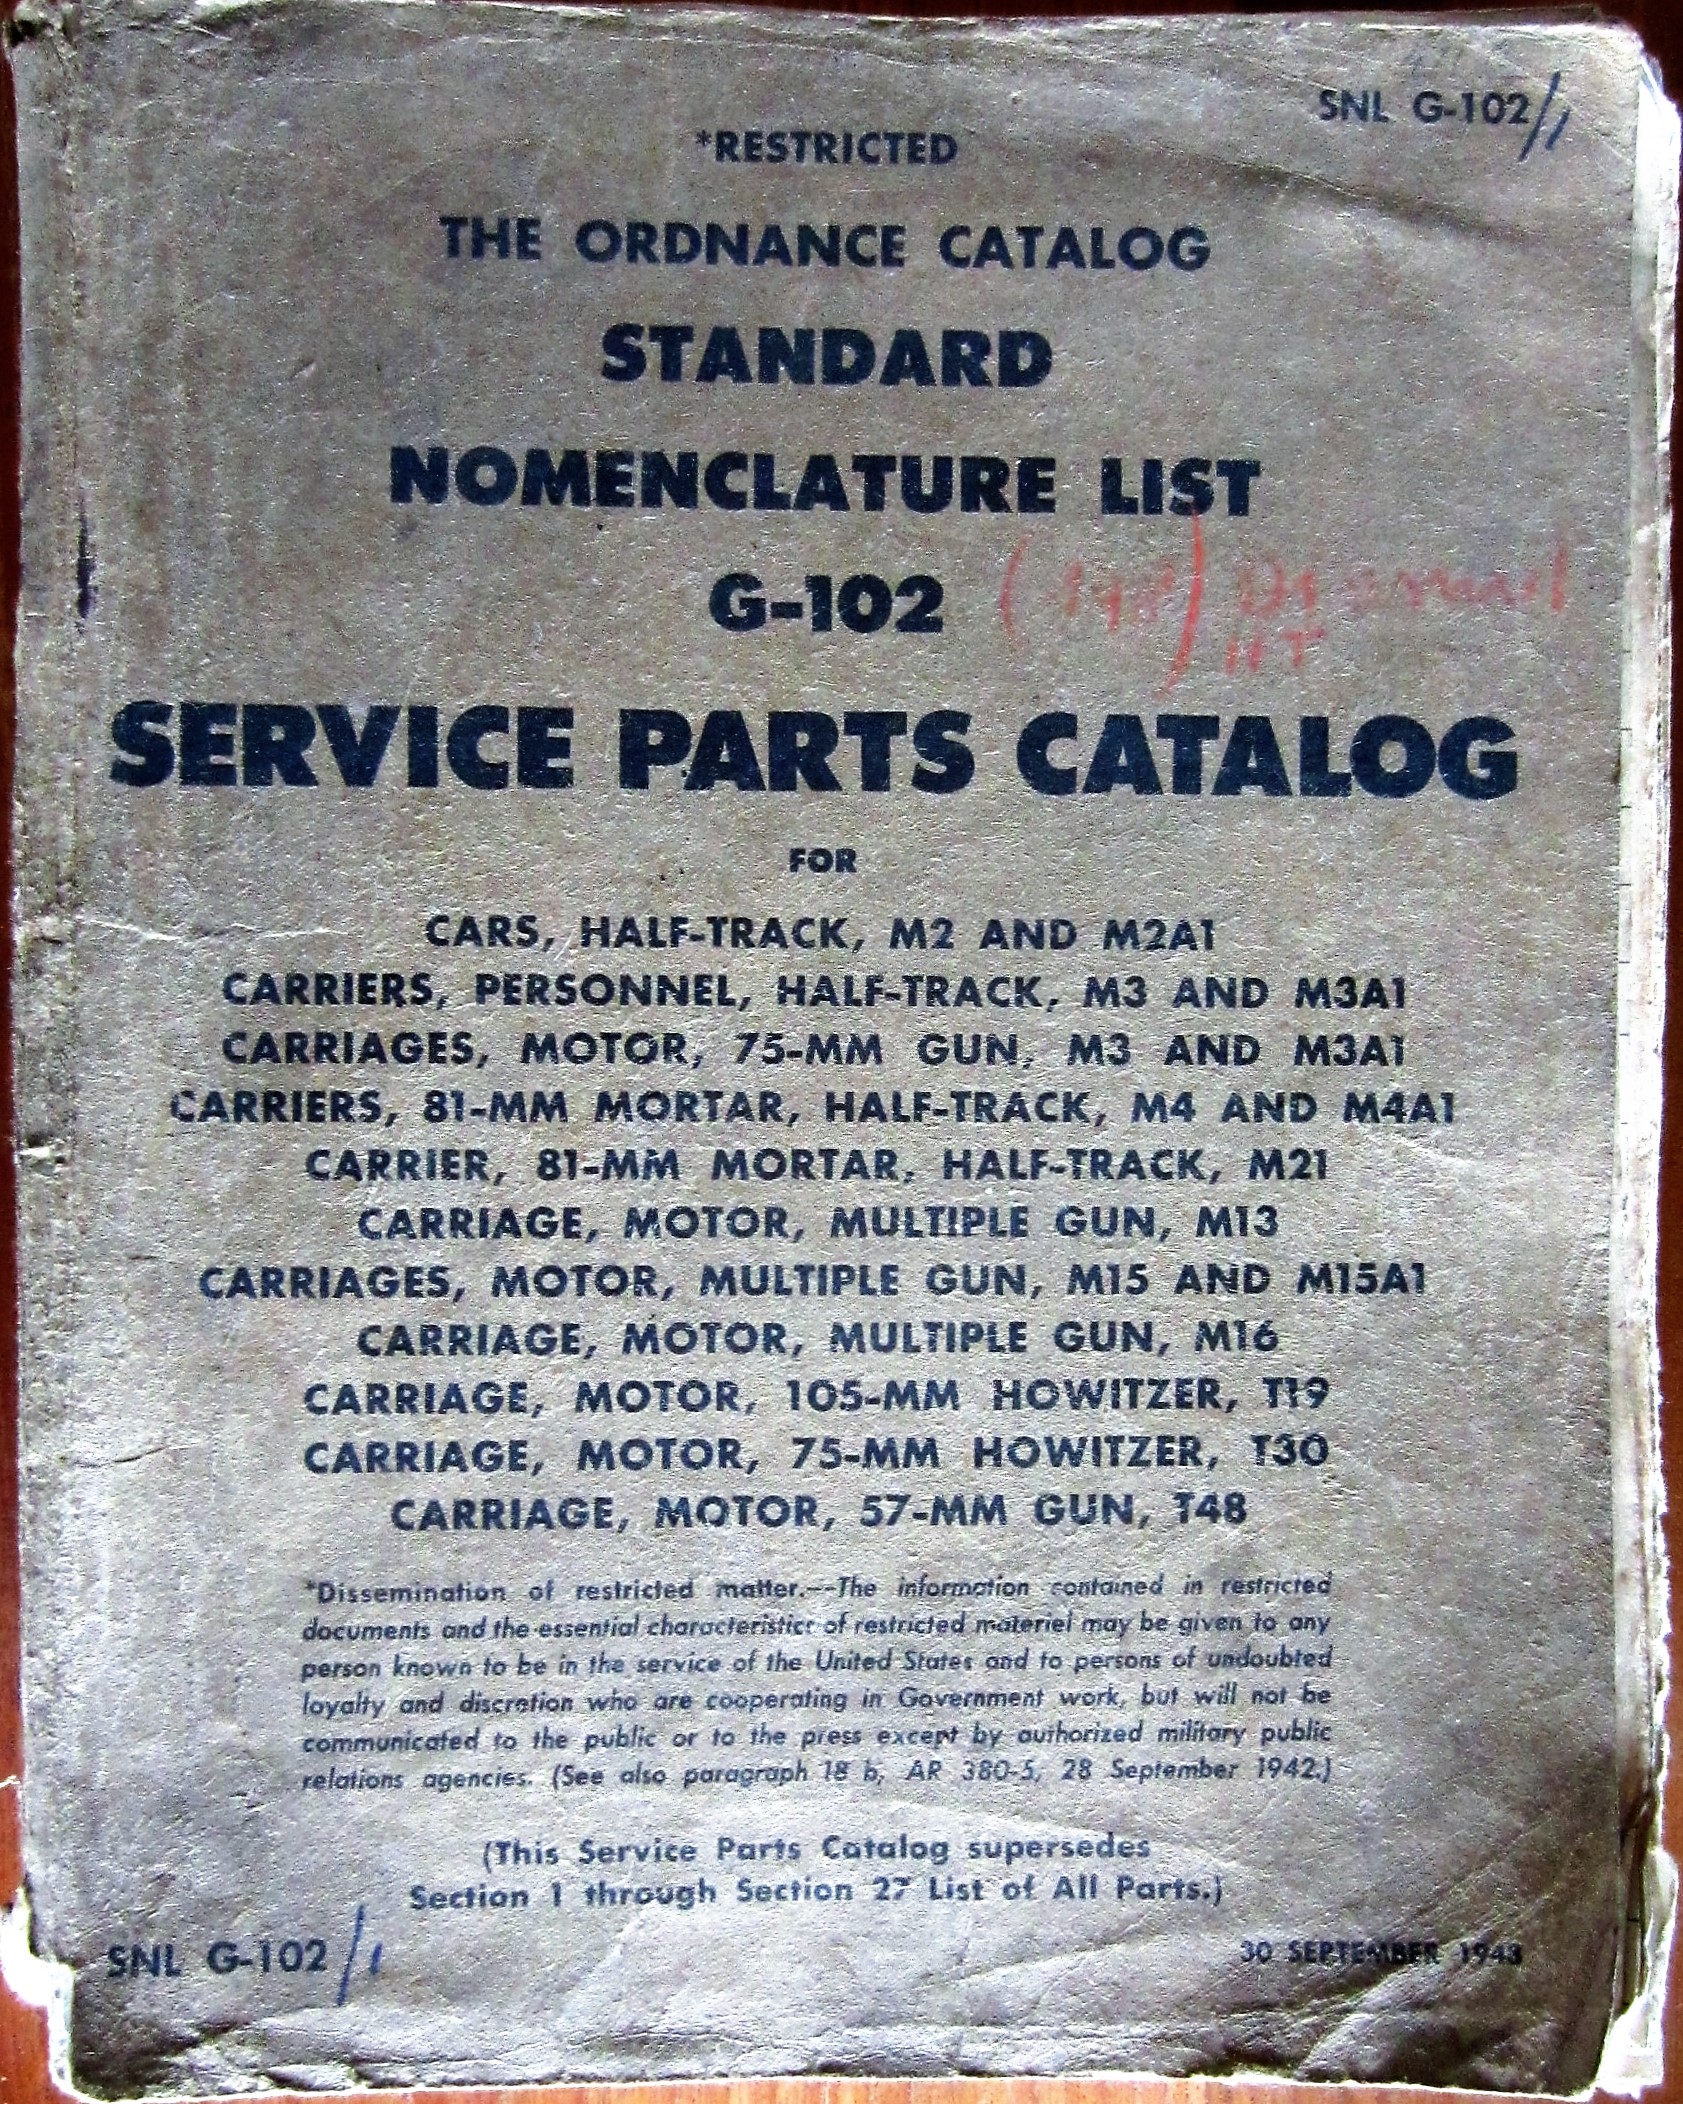 SNL G-102/1
*RESTRICTED
THE ORDNANCE CATALOG
STANDARD
NOMENCLATURE LIST
G-102
SERVICE PARTS CATALOG
FOR
CARS, HALF-TRACK, M2 AND M2A1
CARRIERS, PERSONNEL, HALF-TRACK, M3 AND M3A1
CARRIAGES, MOTOR, 75-MM GUN, M3 AND M3A1
CARRIERS, 81-MM MORTAR, HALF-TRACK, M4 AND M4A1
CARRIER, 81-MM MORTAR, HALF-TRACK, M21
CARRIAGE, MOTOR, MULTIPLE GUN, M13
CARRIAGES, MOTOR, MULTIPLE GUN, M15 AND M15A1
CARRIAGE, MOTOR, MULTIPLE GUN, M16
CARRIAGE, MOTOR, 105-MM HOWITZER, T19
CARRIAGE, MOTOR, 75-MM HOWITZER, T30
CARRIAGE, MOTOR, 57-MM GUN, T48
*Dissemination of restricted matter.--The information contained in restricted
documents and the essential characteristics of restricted materiel may be given to any
person known to be in the service of the United States and to persons of undoubted
loyalty and discretion who are cooperating in Government work, but will not be
communicated to the public or to the press except by authorized military public
relations agencies. (See also paragraph 18 b, AR 380-5, 28 September 1942.)
(This Service Parts Catalog supersedes
Section 1 through Section 27 List of All Parts.)
SNL G-102/1
30 SEPTEMBER 1943